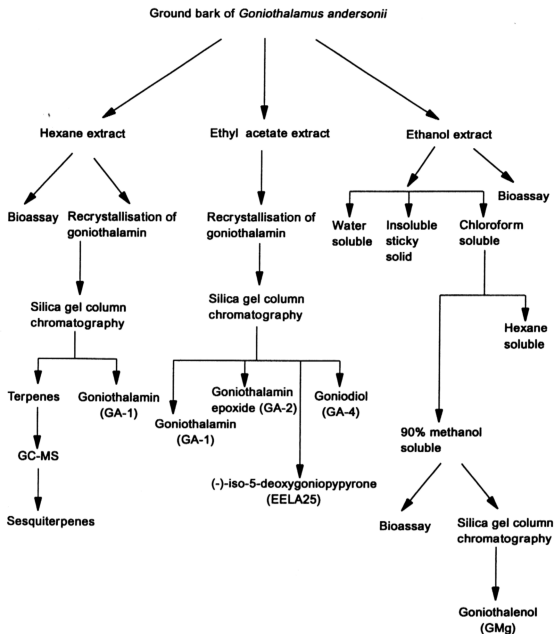 Ground bark of Goniothalamus andersonii
Hexane extract
Ethyl acetate extract
Ethanol extract
Bioassay
Recrystallisation of
goniothalamin
Recrystallisation of
goniothalamin
Water
soluble
Insoluble
sticky
solid
Chloroform
soluble
Bioassay
Silica gel column
chromatography
Silica gel column
chromatography
Hexane
soluble
Terpenes
Goniothalamin
(GA-1)
Goniothalamin
(GA-1)
Goniothalamin
epoxide (GA-2)
Goniodiol
(GA-4)
90% methanol
soluble
GC-MS
(-)-iso-5-deoxygoniopypyrone
(EELA25)
Sesquiterpenes
Bioassay
Silica gel column
chromatography
Goniothalenol
(GMg)